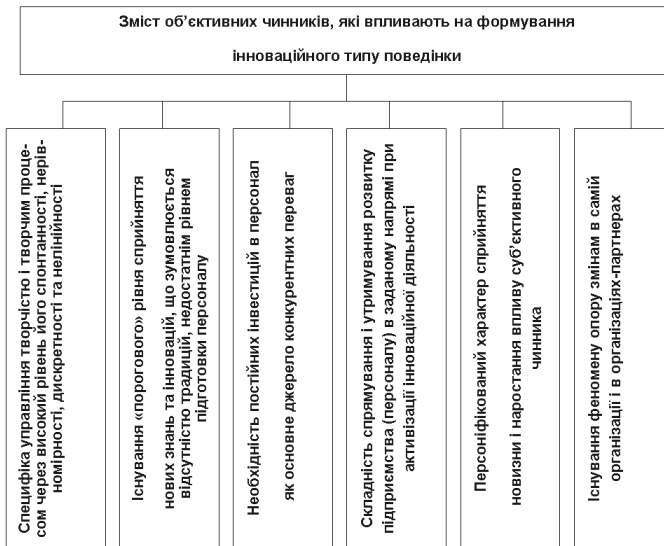 Зміст об’єктивних чинників, які впливають на формування
інноваційного типу поведінки
Специфіка управління творчістю і творчим проце-
сом через високий рівень його спонтанності, нерів-
номірності, дискретності та нелінійності
Існування «порогового» рівня сприйняття
нових знань та інновацій, що зумовлюється
відсутністю традицій, недостатнім рівнем
підготовки персоналу
Необхідність постійних інвестицій в персонал
як основне джерело конкурентних переваг
Складність спрямування і утримування розвитку
підприємства (персоналу) в заданому напрямі при
активізації інноваційної діяльності
Персоніфікований характер сприйняття
новизни і наростання впливу суб’єктивного
чинника
Існування феномену опору змінам в самій
організації і в організаціях-партнерах